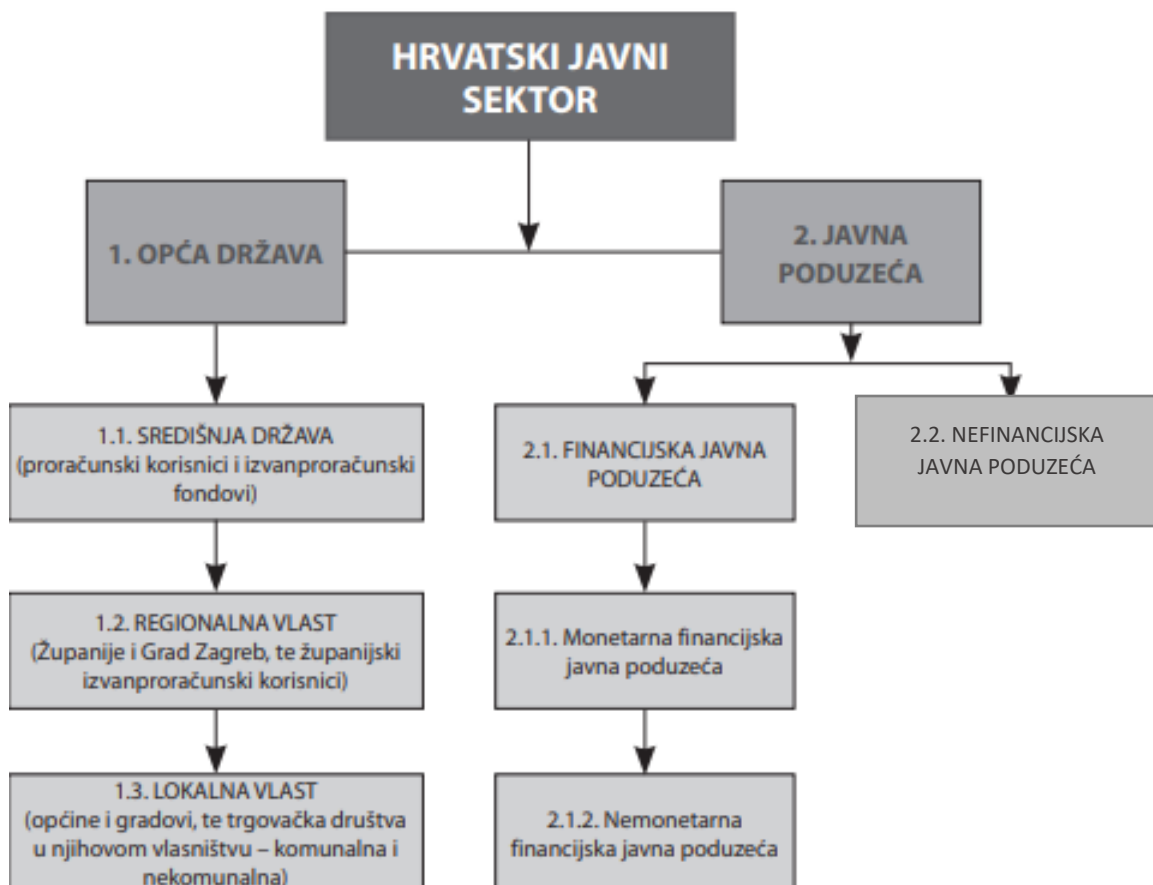 HRVATSKI JAVNI
SEKTOR
1. OPĆA DRŽAVA
2. JAVNA
PODUZEĆA
1.1. SREDIŠNJA DRŽAVA
(proračunski korisnici i izvanproračunski
fondovi)
1.2. REGIONALNA VLAST
(Županije i Grad Zagreb, te županijski
izvanproračunski korisnici)
1.3. LOKALNA VLAST
(općine i gradovi, te trgovačka društva
u njihovom vlasništvu – komunalna i
nekomunalna)
2.1. FINANCIJSKA JAVNA
PODUZEĆA
2.1.1. Monetarna financijska
javna poduzeća
2.1.2. Nemonetarna
financijska javna poduzeća
2.2. NEFINANCIJSKA
JAVNA PODUZEĆA